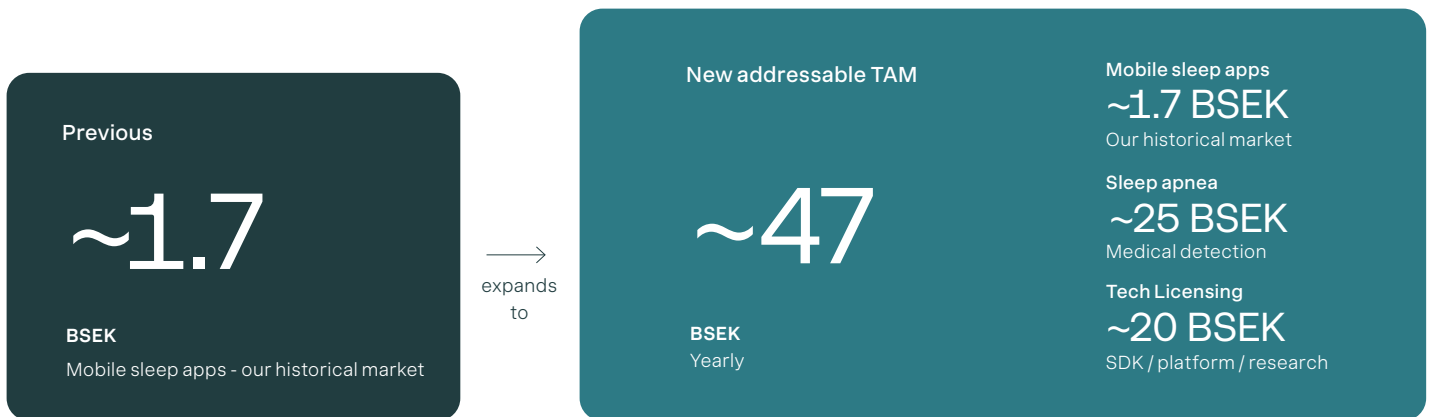 Previous
~1.7
BSEK
Mobile sleep apps - our historical market
expands
to
New addressable TAM
~47
BSEK
Yearly
Mobile sleep apps
~1.7 BSEK
Our historical market
Sleep apnea
~25 BSEK
Medical detection
Tech Licensing
~20 BSEK
SDK / platform / research